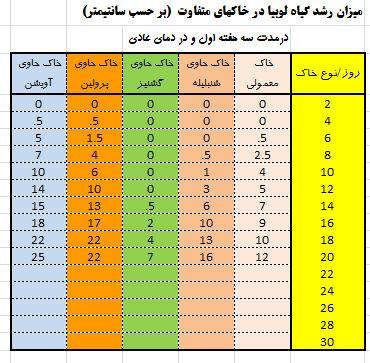 میزان رشد گیاه لوبیا در خاکهای متفاوت (بر حسب سانتیمتر)
درمدت سه هفته اول و در دمای عادی
روز/نوع خاک خاک معمولی خاک حاوی شنبلیله خاک حاوی گشنیز خاک حاوی پرولین خاک حاوی آویشن
2 0 0 0 0 0
4 0 0 0 .5 .5
6 .5 0 0 1.5 5
8 2.5 .5 0 4 7
10 4 1 0 6 10
12 5 3 0 10 14
14 7 6 .5 13 15
16 10 9 2 17 18
18 10 13 4 22 22
20 12 16 7 22 25
22
24
26
28
30